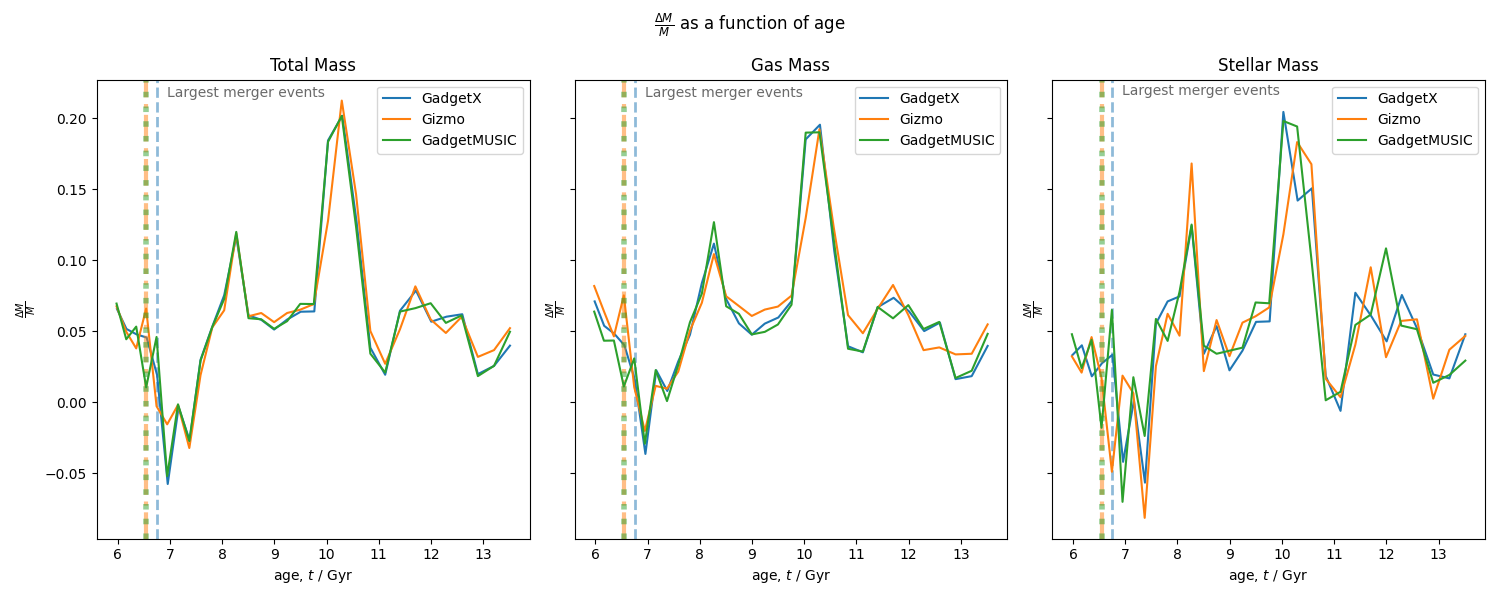 ΔM/M as a function of age
Total Mass
Largest merger events
GadgetX
Gizmo
GadgetMUSIC
0.20
0.15
0.10
0.05
0.00
−0.05
ΔM/M
6 7 8 9 10 11 12 13
age, t / Gyr
Gas Mass
Largest merger events
GadgetX
Gizmo
GadgetMUSIC
ΔM/M
6 7 8 9 10 11 12 13
age, t / Gyr
Stellar Mass
Largest merger events
GadgetX
Gizmo
GadgetMUSIC
ΔM/M
6 7 8 9 10 11 12 13
age, t / Gyr